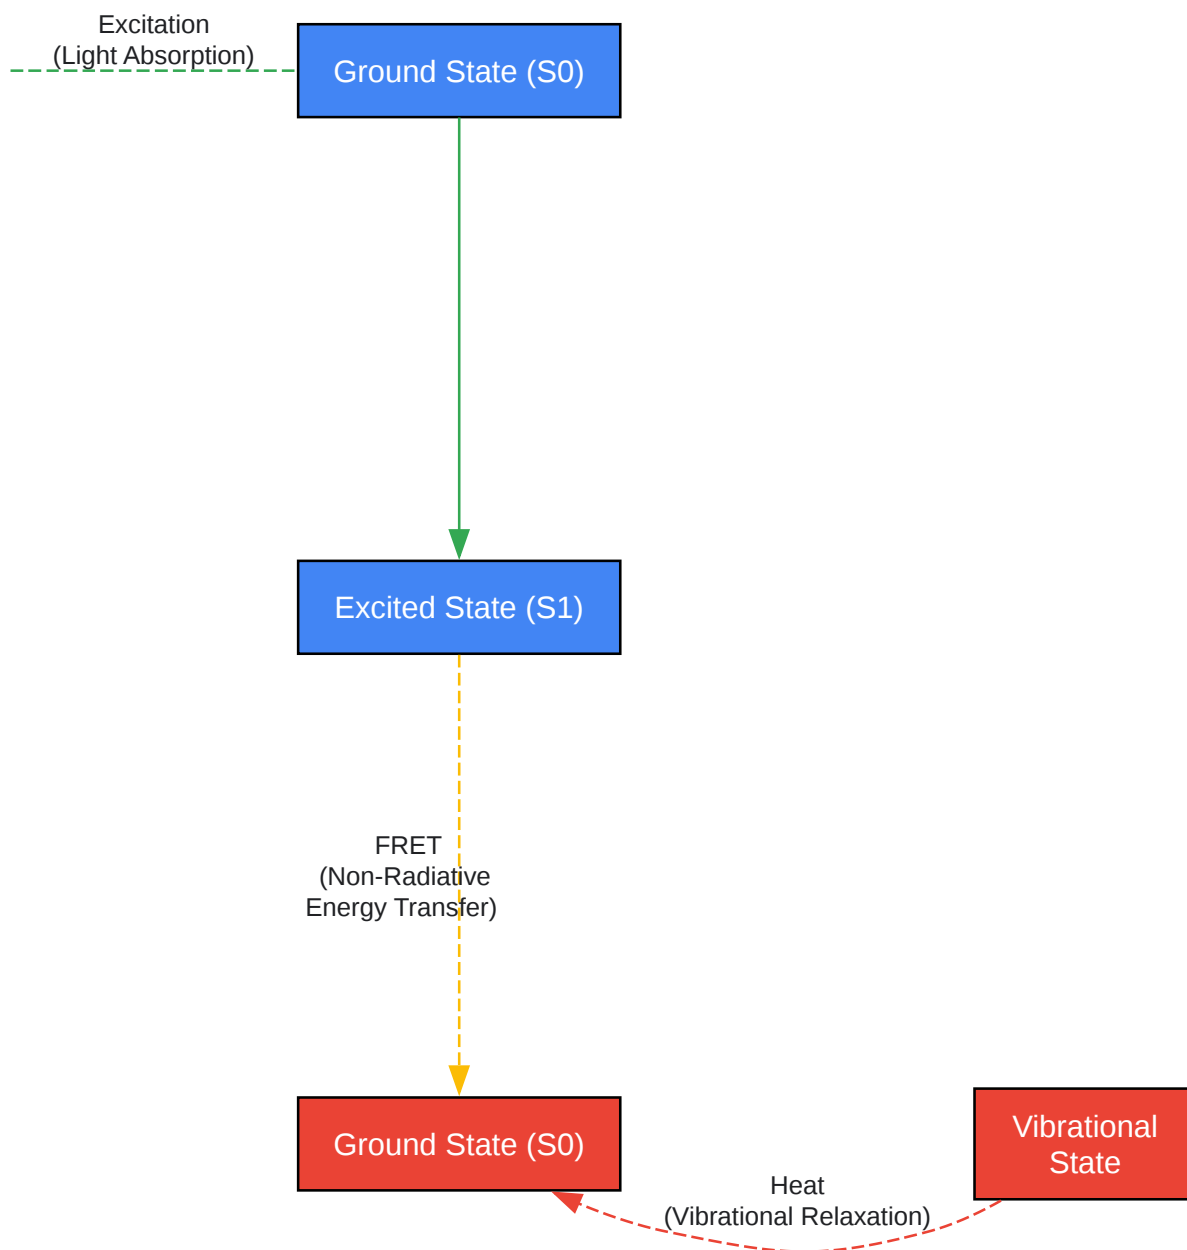 Excitation
(Light Absorption)
Ground State (S0)
Excited State (S1)
FRET
(Non-Radiative
Energy Transfer)
Ground State (S0)
Vibrational
State
Heat
(Vibrational Relaxation)